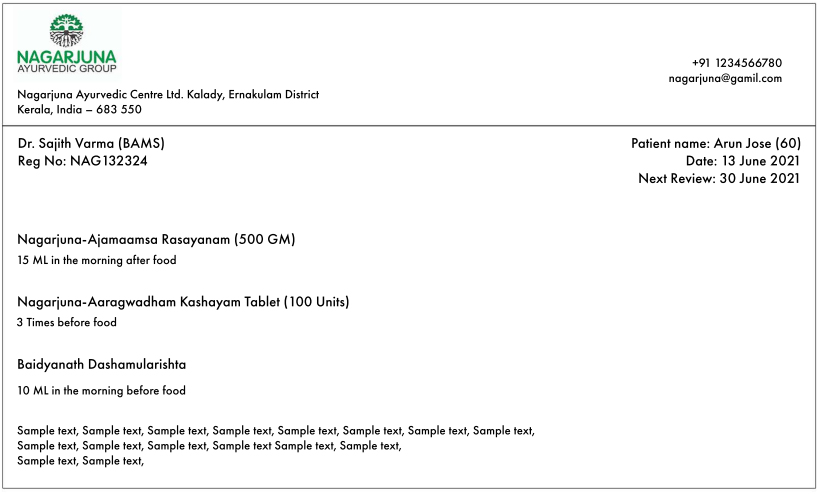 NAGARJUNA
AYURVEDIC GROUP
Nagarjuna Ayurvedic Centre Ltd. Kalady, Ernakulam District
Kerala, India – 683 550
+91 1234566780
nagarjuna@gamil.com
Dr. Sajith Varma (BAMS)
Reg No: NAG132324
Patient name: Arun Jose (60)
Date: 13 June 2021
Next Review: 30 June 2021
Nagarjuna-Ajamaamsa Rasayanam (500 GM)
15 ML in the morning after food
Nagarjuna-Aaragwadham Kashayam Tablet (100 Units)
3 Times before food
Baidyanath Dashamularishta
10 ML in the morning before food
Sample text, Sample text, Sample text, Sample text, Sample text, Sample text, Sample text, Sample text,
Sample text, Sample text, Sample text, Sample text Sample text, Sample text,
Sample text, Sample text,